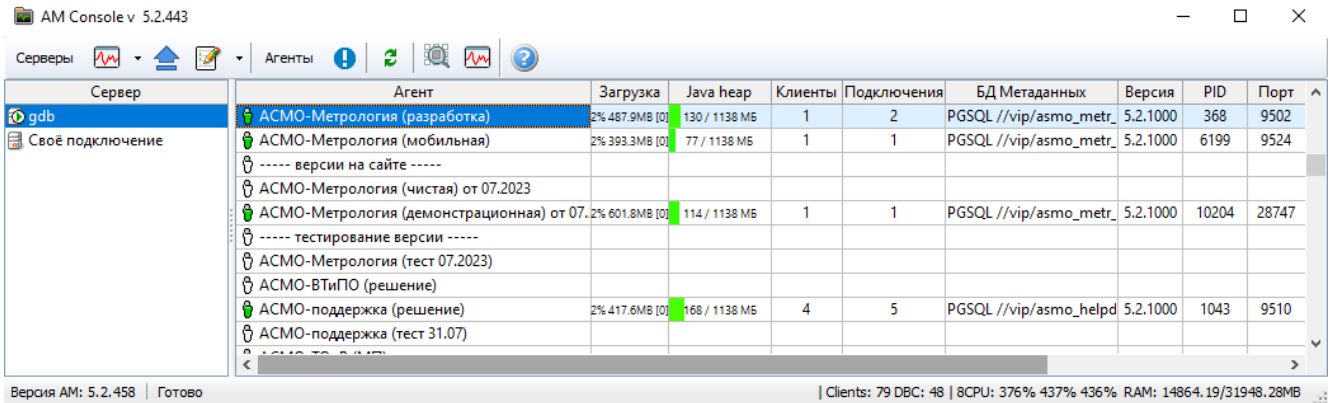 AM Console v 5.2.443
Серверы Агенты
Сервер Агент Загрузка Java heap Клиенты Подключения БД Метаданных Версия PID Порт
gdb АСМО-Метрология (разработка) 2% 487.9MB [0] 130 / 1138 МБ 1 2 PGSQL //vip/asmo_metr_ 5.2.1000 368 9502
Своё подключение АСМО-Метрология (мобильная) 2% 393.3MB [0] 77 / 1138 МБ 1 1 PGSQL //vip/asmo_metr_ 5.2.1000 6199 9524
----- версии на сайте -----
АСМО-Метрология (чистая) от 07.2023
АСМО-Метрология (демонстрационная) от 07. 2% 601.8MB [0] 114 / 1138 МБ 1 1 PGSQL //vip/asmo_metr_ 5.2.1000 10204 28747
----- тестирование версии -----
АСМО-Метрология (тест 07.2023)
АСМО-ВТиПО (решение)
АСМО-поддержка (решение) 2% 417.6MB [0] 168 / 1138 МБ 4 5 PGSQL //vip/asmo_helpd 5.2.1000 1043 9510
АСМО-поддержка (тест 31.07)
Версия AM: 5.2.458 Готово | Clients: 79 DBC: 48 | 8CPU: 376% 437% 436% RAM: 14864.19/31948.28MB